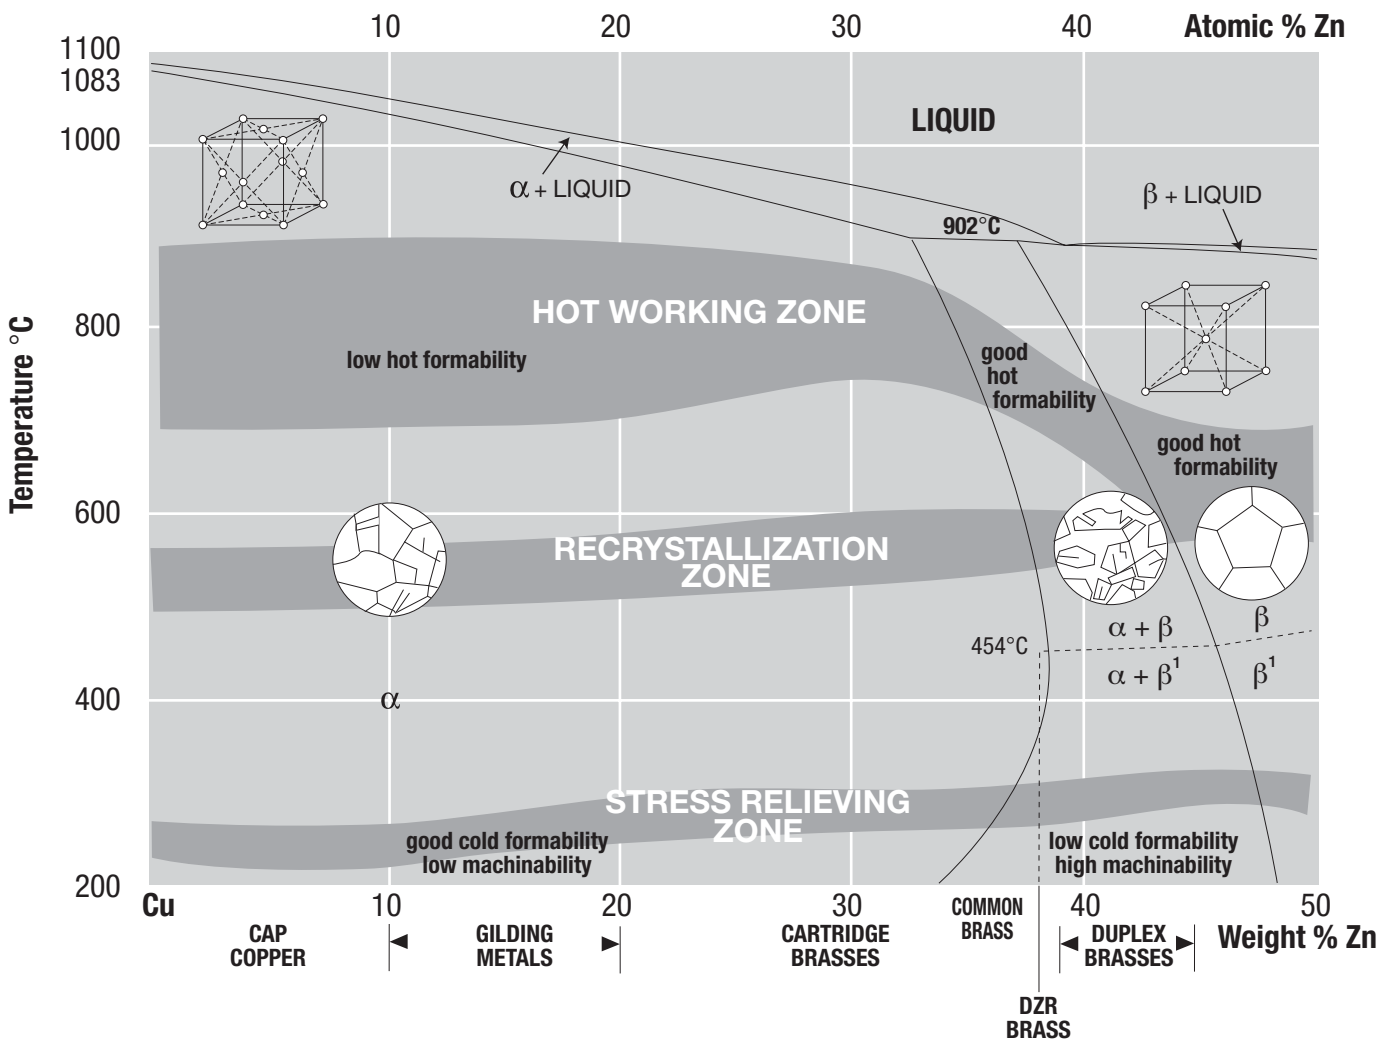 10 20 30 40 Atomic % Zn
1100
1083
1000
800
600
400
200
Temperature °C
LIQUID
α + LIQUID
β + LIQUID
902°C
HOT WORKING ZONE
low hot formability
good
hot
formability
good hot
formability
RECRYSTALLIZATION
ZONE
454°C
α + β
β
α + β¹
β¹
α
STRESS RELIEVING
ZONE
good cold formability
low machinability
low cold formability
high machinability
Cu 10 20 30 40 50
Weight % Zn
CAP
COPPER
GILDING
METALS
CARTRIDGE
BRASSES
COMMON
BRASS
DUPLEX
BRASSES
DZR
BRASS